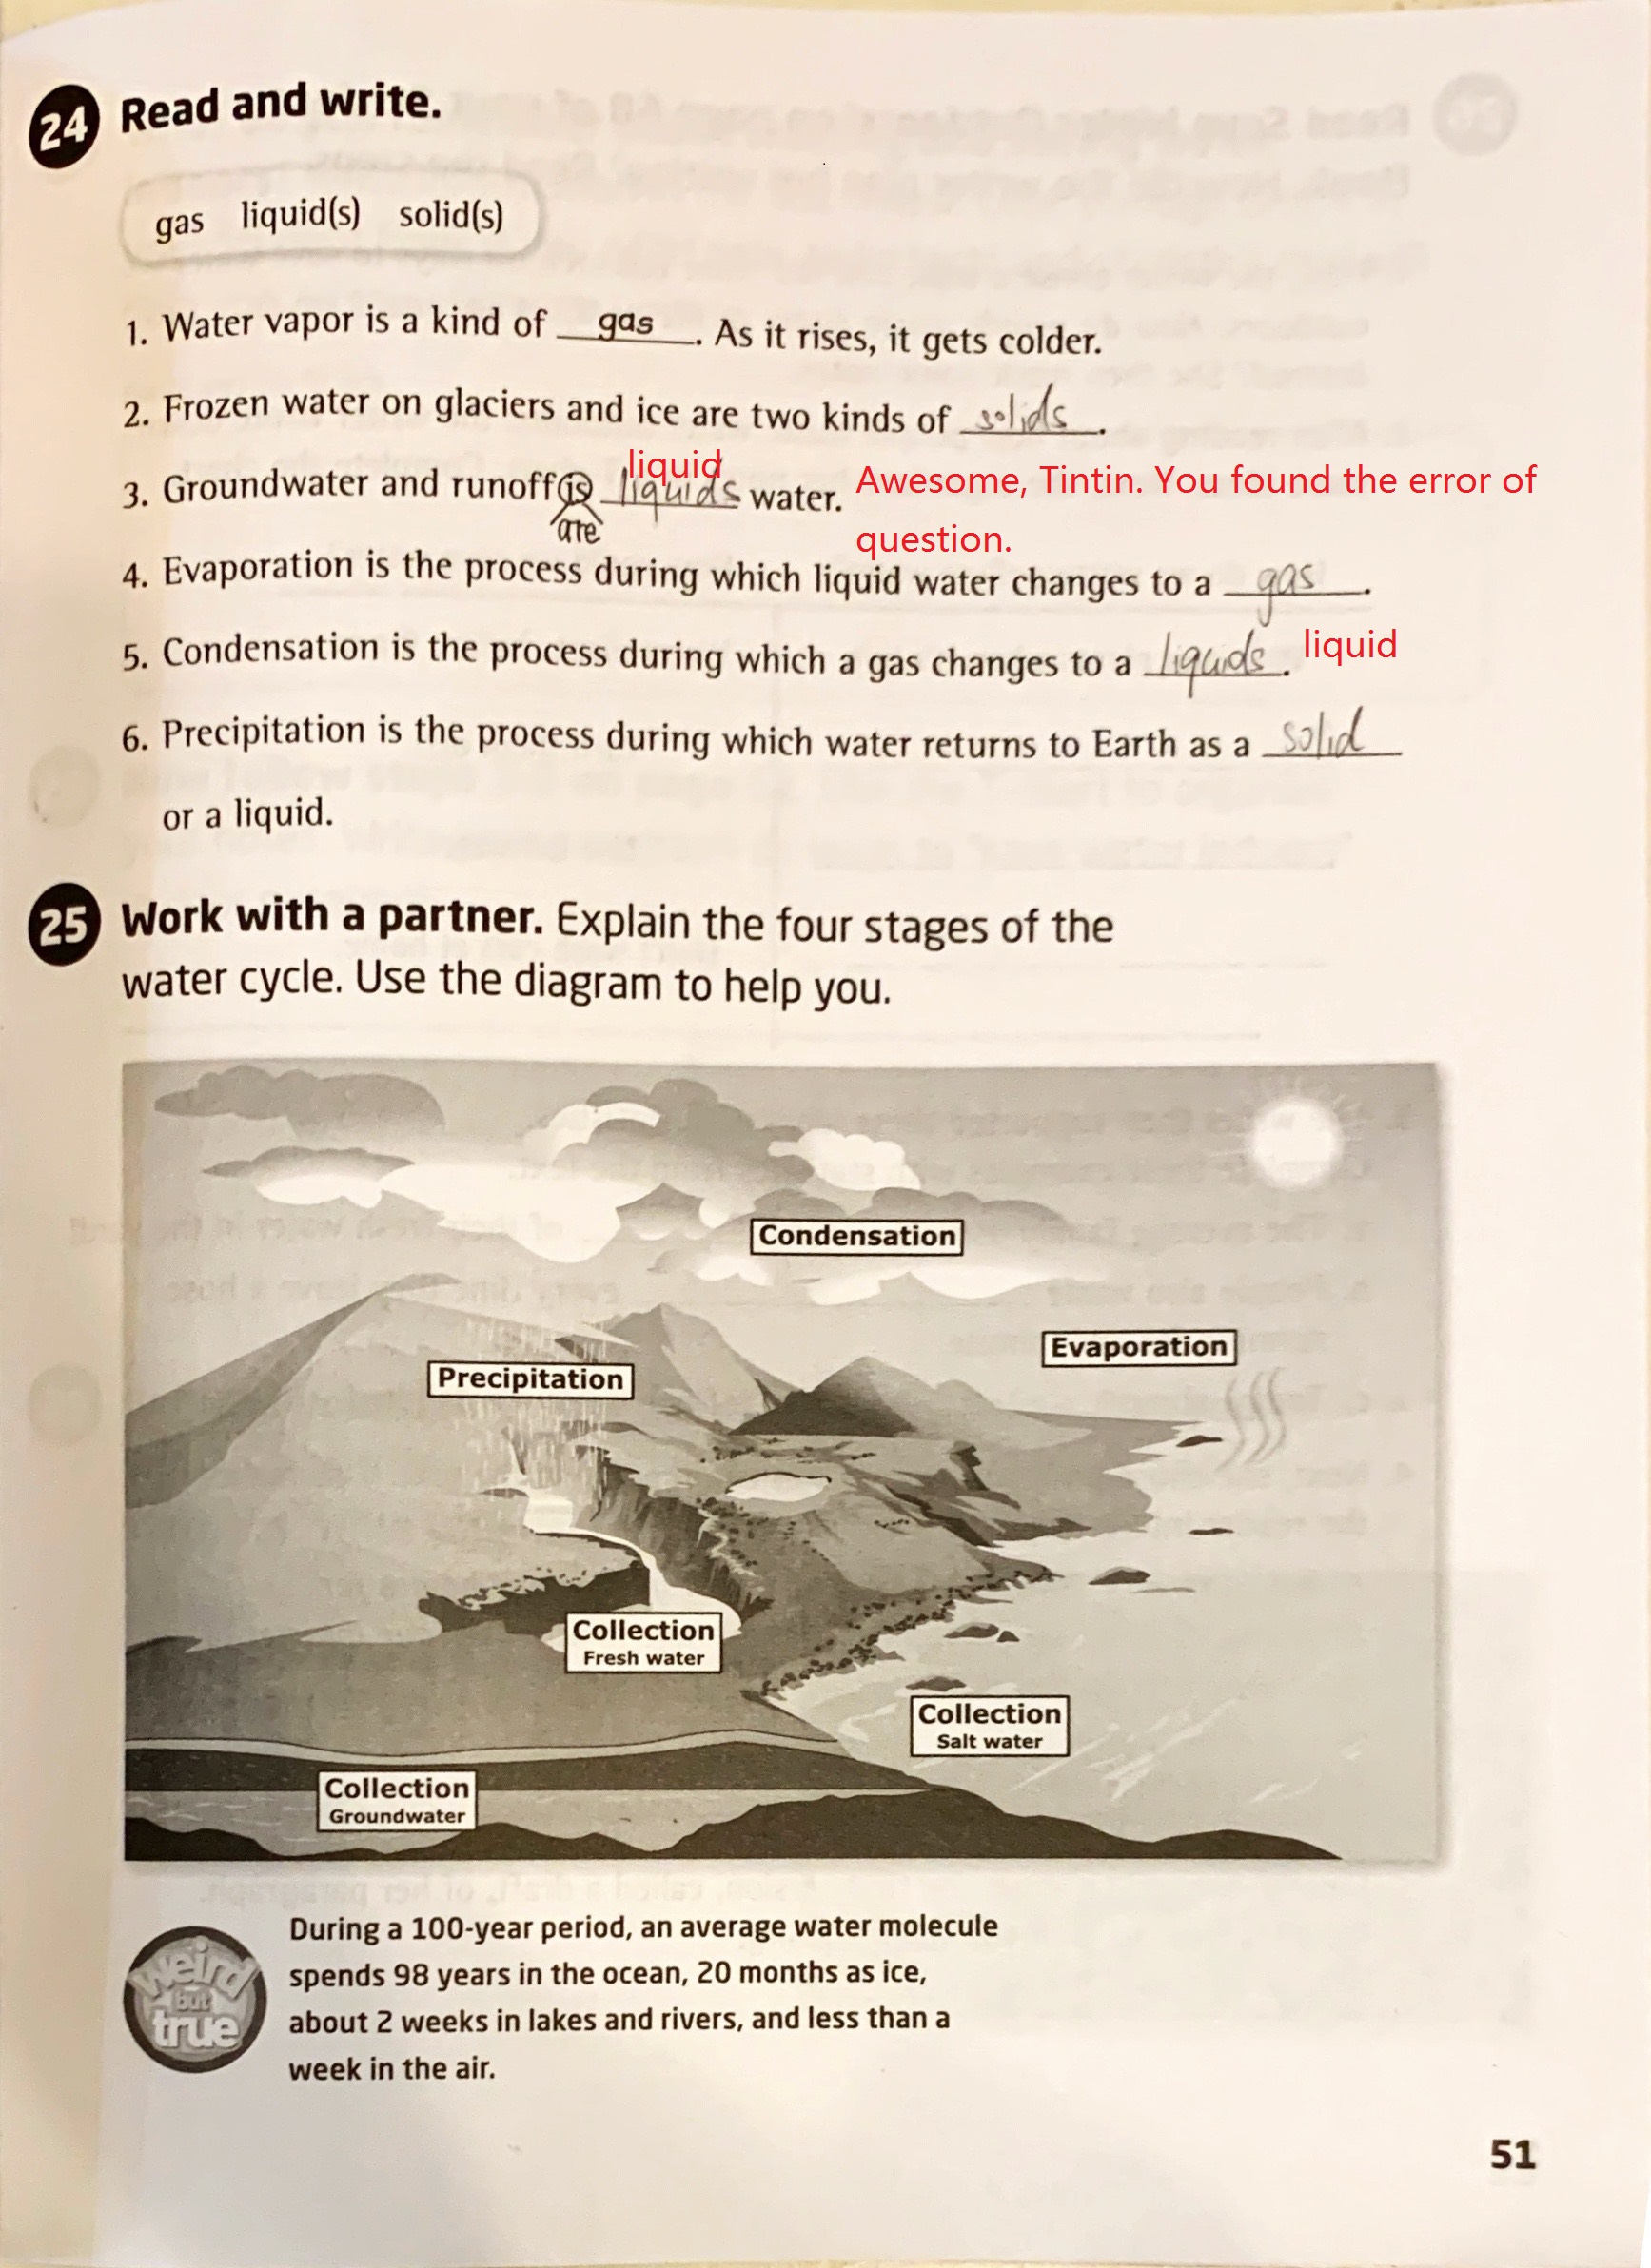 24 Read and write.
gas liquid(s) solid(s)
1. Water vapor is a kind of gas. As it rises, it gets colder.
2. Frozen water on glaciers and ice are two kinds of solids.
liquid
3. Groundwater and runoff is liquids water. Awesome, Tintin. You found the error of
are
question.
4. Evaporation is the process during which liquid water changes to a gas.
5. Condensation is the process during which a gas changes to a liquids. liquid
6. Precipitation is the process during which water returns to Earth as a solid
or a liquid.
25 Work with a partner. Explain the four stages of the
water cycle. Use the diagram to help you.
Condensation
Evaporation
Precipitation
Collection
Fresh water
Collection
Salt water
Collection
Groundwater
weird
but
true
During a 100-year period, an average water molecule
spends 98 years in the ocean, 20 months as ice,
about 2 weeks in lakes and rivers, and less than a
week in the air.
51